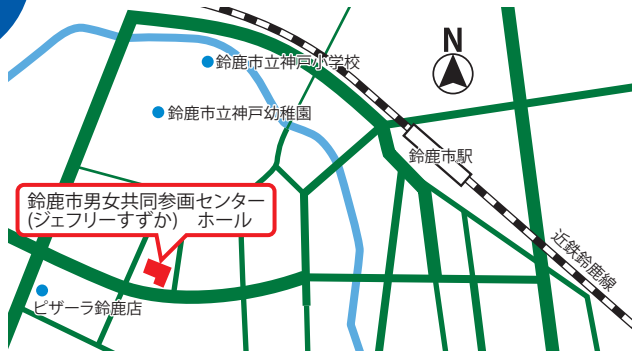 N
鈴鹿市立神戸小学校
鈴鹿市立神戸幼稚園
鈴鹿市駅
鈴鹿市男女共同参画センター
(ジェフリーすずか)　ホール
近鉄鈴鹿線
ピザーラ鈴鹿店